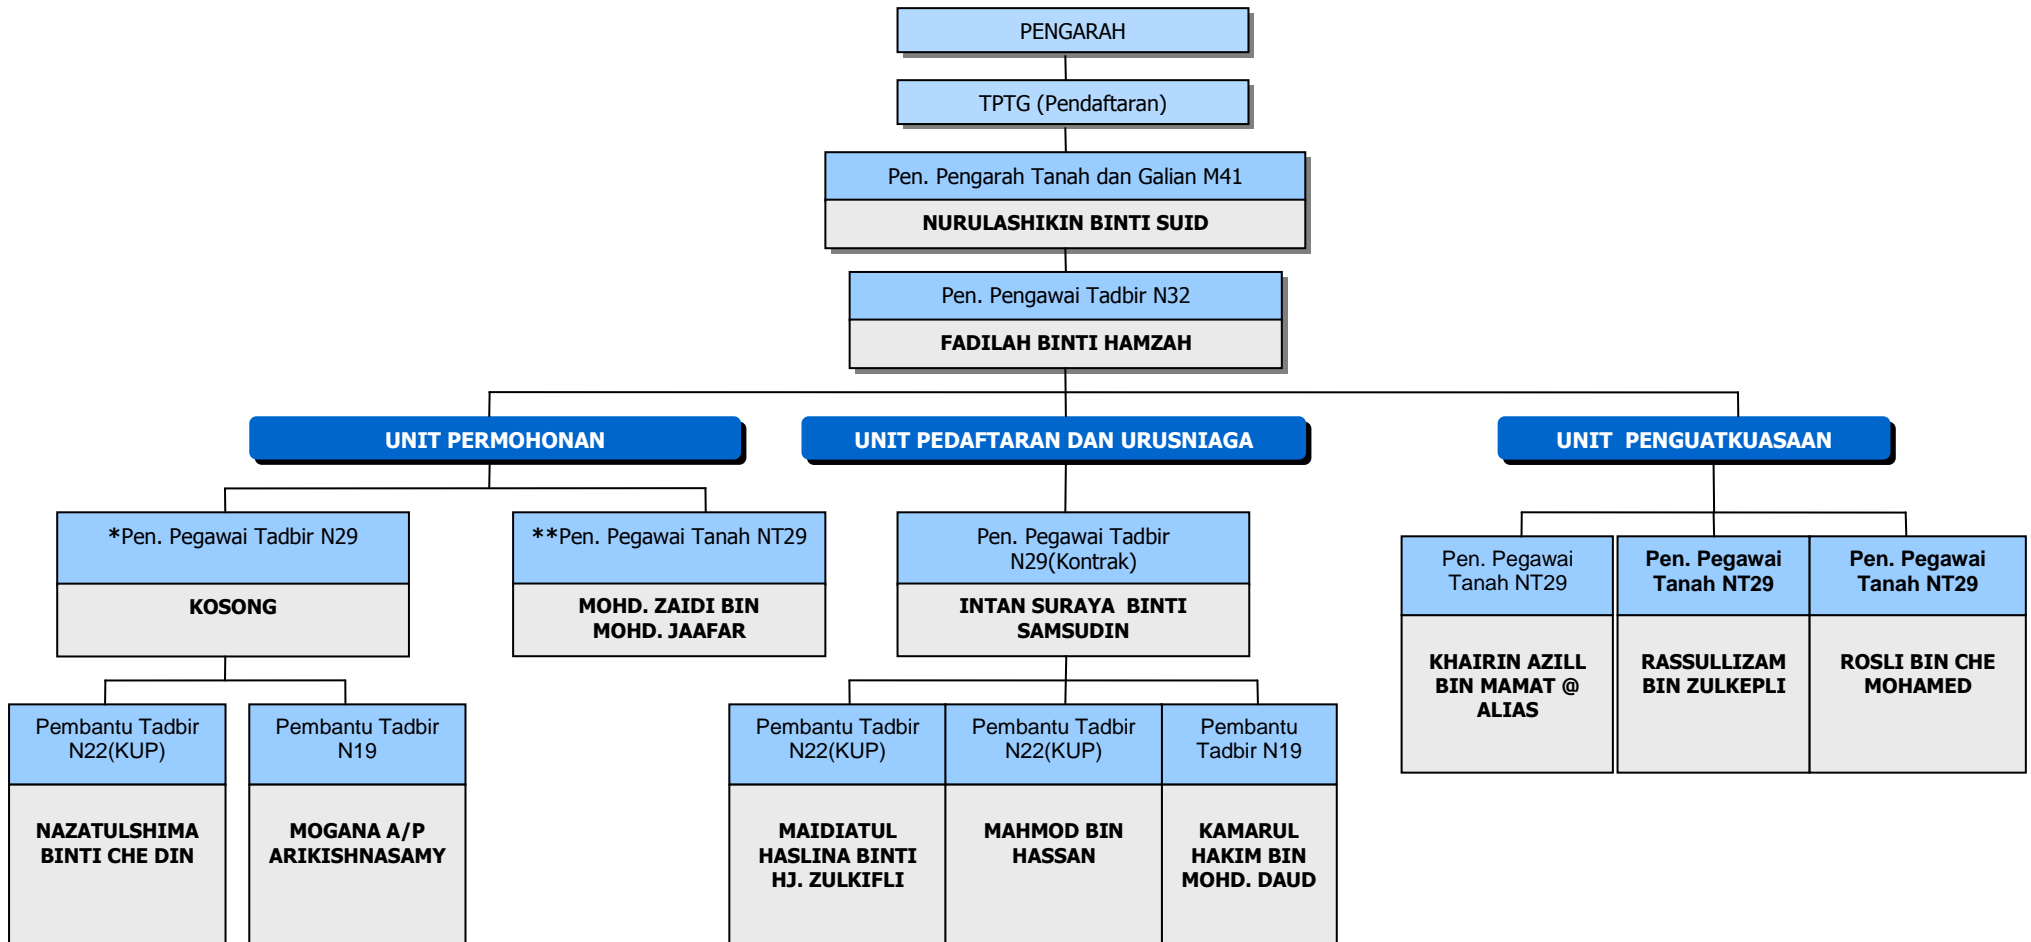 PENGARAH
TPTG (Pendaftaran)
Pen. Pengarah Tanah dan Galian M41
NURULASHIKIN BINTI SUID
Pen. Pengawai Tadbir N32
FADILAH BINTI HAMZAH
UNIT PERMOHONAN
UNIT PEDAFTARAN DAN URUSNIAGA
UNIT  PENGUATKUASAAN
*Pen. Pegawai Tadbir N29
KOSONG
**Pen. Pegawai Tanah NT29
MOHD. ZAIDI BIN
MOHD. JAAFAR
Pen. Pegawai Tadbir
N29(Kontrak)
INTAN SURAYA  BINTI
SAMSUDIN
Pen. Pegawai
Tanah NT29
KHAIRIN AZILL
BIN MAMAT @
ALIAS
Pen. Pegawai
Tanah NT29
RASSULLIZAM
BIN ZULKEPLI
Pen. Pegawai
Tanah NT29
ROSLI BIN CHE
MOHAMED
Pembantu Tadbir
N22(KUP)
NAZATULSHIMA
BINTI CHE DIN
Pembantu Tadbir
N19
MOGANA A/P
ARIKISHNASAMY
Pembantu Tadbir
N22(KUP)
MAIDIATUL
HASLINA BINTI
HJ. ZULKIFLI
Pembantu Tadbir
N22(KUP)
MAHMOD BIN
HASSAN
Pembantu
Tadbir N19
KAMARUL
HAKIM BIN
MOHD. DAUD